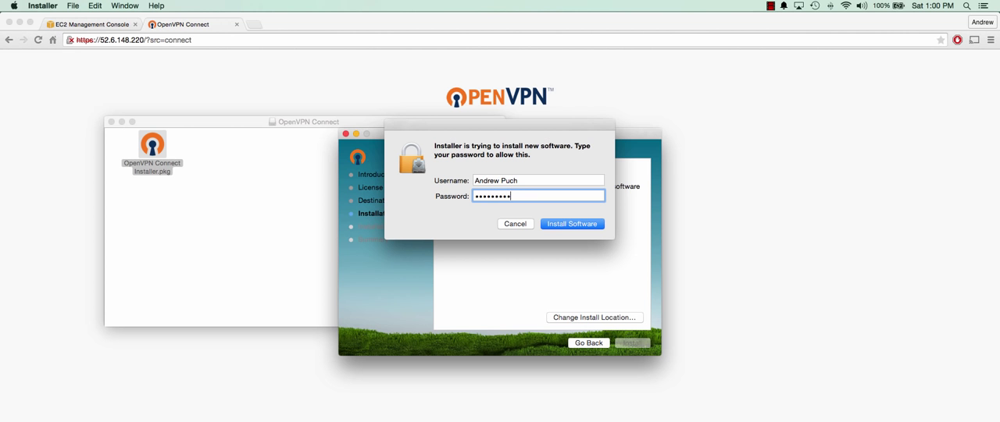 Installer File Edit Window Help 100% Sat 1:00 PM
EC2 Management Console OpenVPN Connect Andrew
https://52.6.148.220/?src=connect
OPENVPN™
OpenVPN Connect
OpenVPN Connect
Installer.pkg
Introduc
License
Destinat
Installat
Installer is trying to install new software. Type
your password to allow this.
Username: Andrew Puch
Password: •••••••••
Cancel Install Software
software
Change Install Location...
Go Back Install